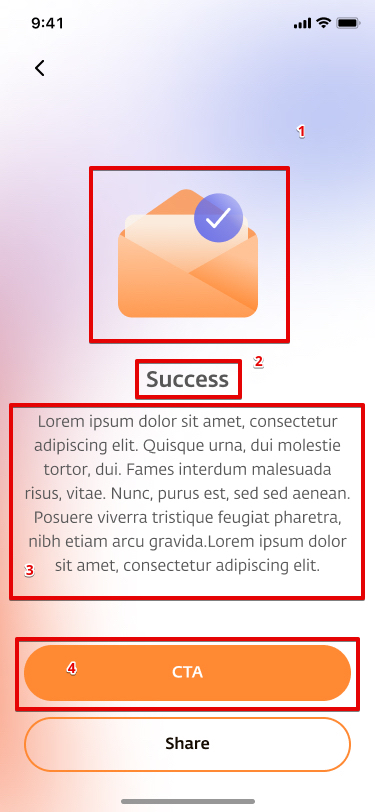 9:41
1
2
Success
Lorem ipsum dolor sit amet, consectetur
adipiscing elit. Quisque urna, dui molestie
tortor, dui. Fames interdum malesuada
risus, vitae. Nunc, purus est, sed sed aenean.
Posuere viverra tristique feugiat pharetra,
nibh etiam arcu gravida.Lorem ipsum dolor
sit amet, consectetur adipiscing elit.
3
4
CTA
Share